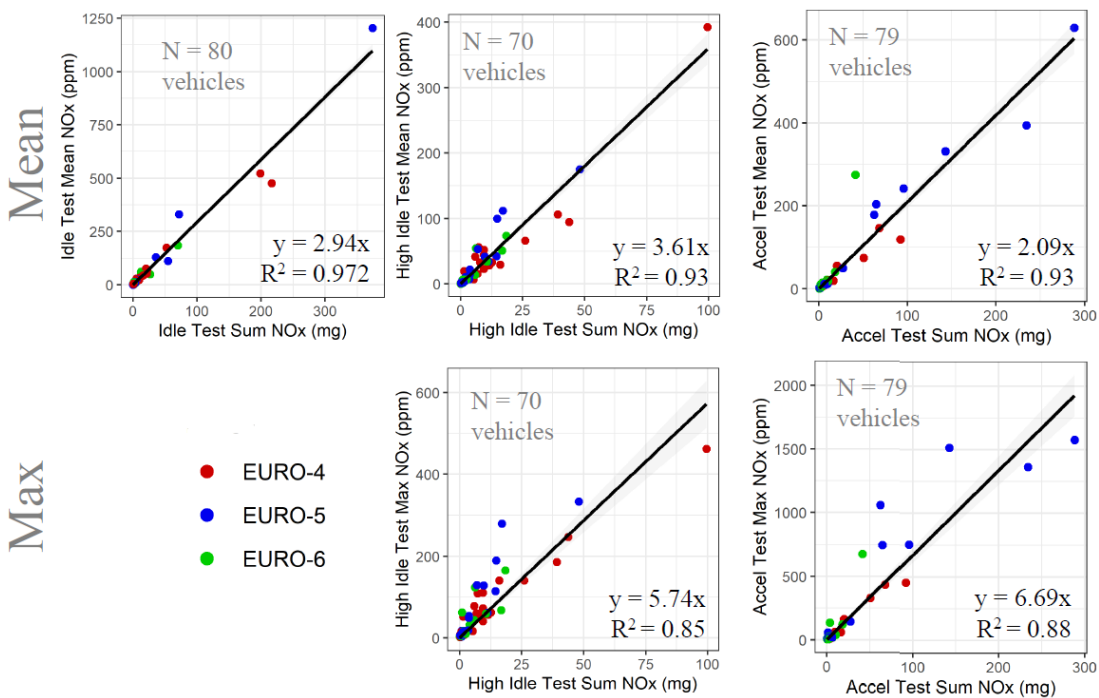 Mean
Idle Test Mean NOx (ppm)
1250
1000
750
500
250
0
N = 80
vehicles
y = 2.94x
R² = 0.972
0
100
200
300
Idle Test Sum NOx (mg)
High Idle Test Mean NOx (ppm)
400
300
200
100
0
N = 70
vehicles
y = 3.61x
R² = 0.93
0
25
50
75
100
High Idle Test Sum NOx (mg)
Accel Test Mean NOx (ppm)
600
400
200
0
N = 79
vehicles
y = 2.09x
R² = 0.93
0
100
200
300
Accel Test Sum NOx (mg)
Max
EURO-4
EURO-5
EURO-6
High Idle Test Max NOx (ppm)
600
400
200
0
N = 70
vehicles
y = 5.74x
R² = 0.85
0
25
50
75
100
High Idle Test Sum NOx (mg)
Accel Test Max NOx (ppm)
2000
1500
1000
500
0
N = 79
vehicles
y = 6.69x
R² = 0.88
0
100
200
300
Accel Test Sum NOx (mg)